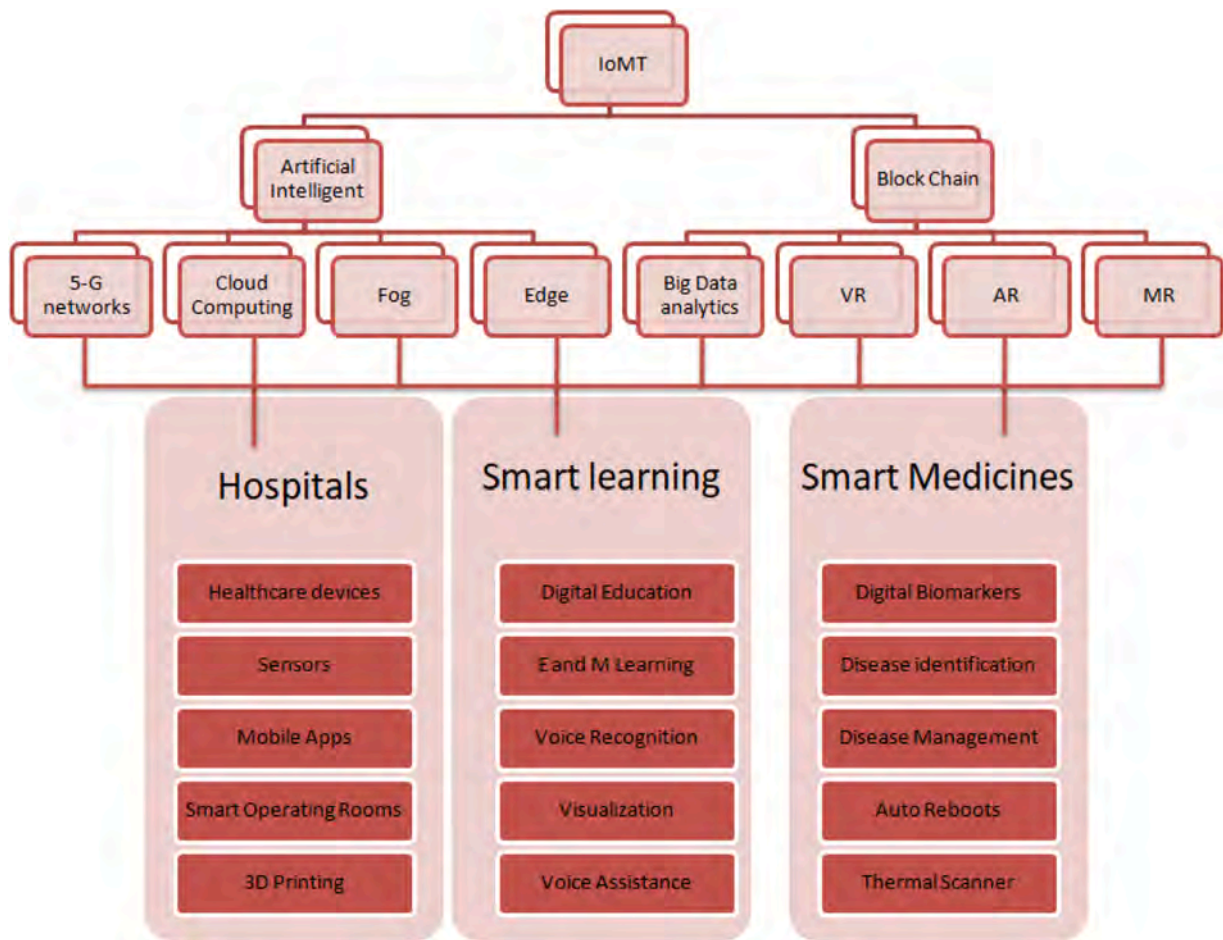 IoMT
Artificial
Intelligent
Block Chain
5-G
networks
Cloud
Computing
Fog
Edge
Big Data
analytics
VR
AR
MR
Hospitals
Healthcare devices
Sensors
Mobile Apps
Smart Operating Rooms
3D Printing
Smart learning
Digital Education
E and M Learning
Voice Recognition
Visualization
Voice Assistance
Smart Medicines
Digital Biomarkers
Disease identification
Disease Management
Auto Reboots
Thermal Scanner